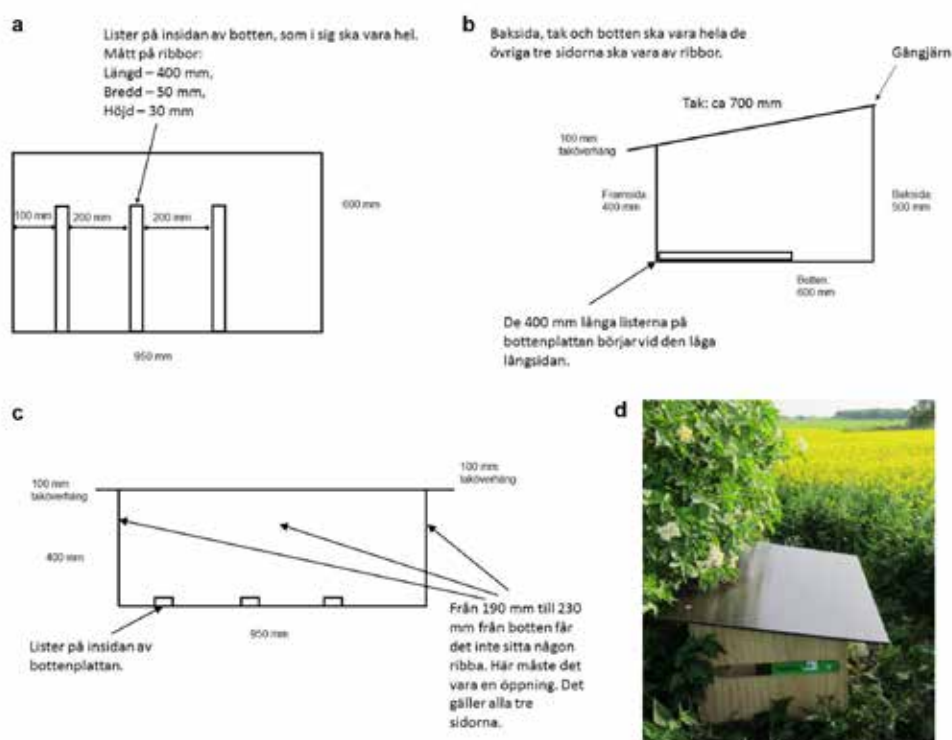 a
Lister på insidan av botten, som i sig ska vara hel.
Mått på ribbor:
Längd – 400 mm,
Bredd – 50 mm,
Höjd – 30 mm
100 mm
200 mm
200 mm
600 mm
950 mm
b
Baksida, tak och botten ska vara hela de
övriga tre sidorna ska vara av ribbor.
Gångjärn
Tak: ca 700 mm
100 mm
taköverhäng
Framsida:
400 mm
Baksida:
500 mm
Botten:
600 mm
De 400 mm långa listerna på
bottenplattan börjar vid den låga
långsidan.
c
100 mm
taköverhäng
100 mm
taköverhäng
400 mm
950 mm
Lister på insidan av
bottenplattan.
Från 190 mm till 230
mm från botten får
det inte sitta någon
ribba. Här måste det
vara en öppning. Det
gäller alla tre
sidorna.
d